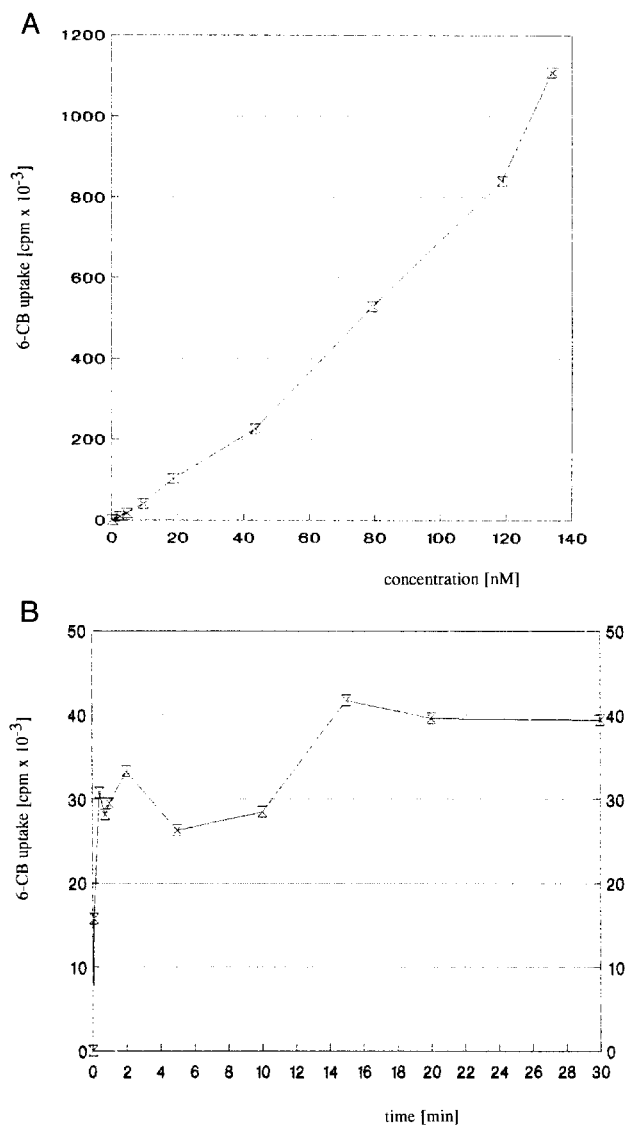 A
1200
1000
800
600
400
200
0
6-CB uptake [cpm x 10-3]
0 20 40 60 80 100 120 140
concentration [nM]
B
50 50
40 40
30 30
20 20
10 10
0 0
6-CB uptake [cpm x 10-3]
0 2 4 6 8 10 12 14 16 18 20 22 24 26 28 30
time [min]